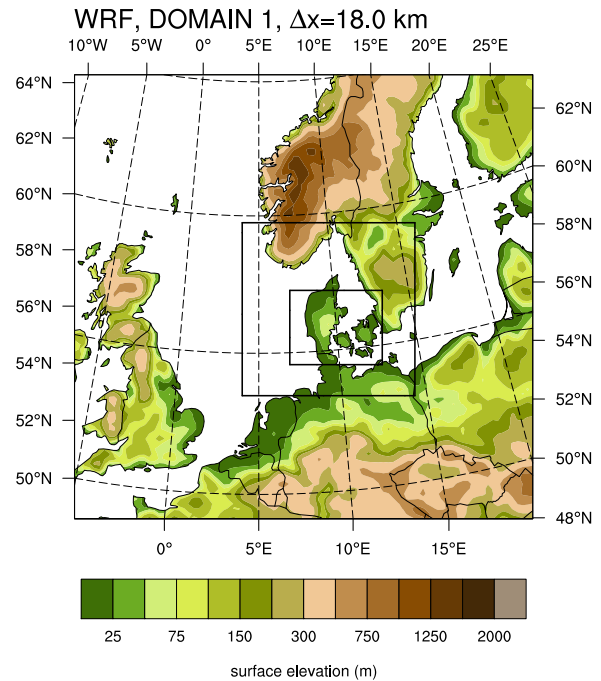 WRF, DOMAIN 1, Δx=18.0 km
10°W 5°W 0° 5°E 10°E 15°E 20°E 25°E
64°N
62°N
62°N
60°N
60°N
58°N
58°N
56°N
56°N
54°N
54°N
52°N
52°N
50°N
50°N
48°N
0° 5°E 10°E 15°E
25 75 150 300 750 1250 2000
surface elevation (m)